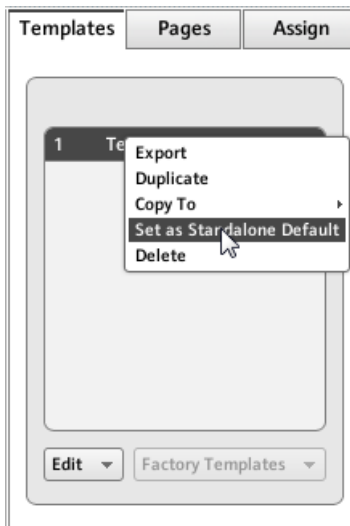 Templates Pages Assign
1 Te
Export
Duplicate
Copy To
Set as Standalone Default
Delete
Edit Factory Templates